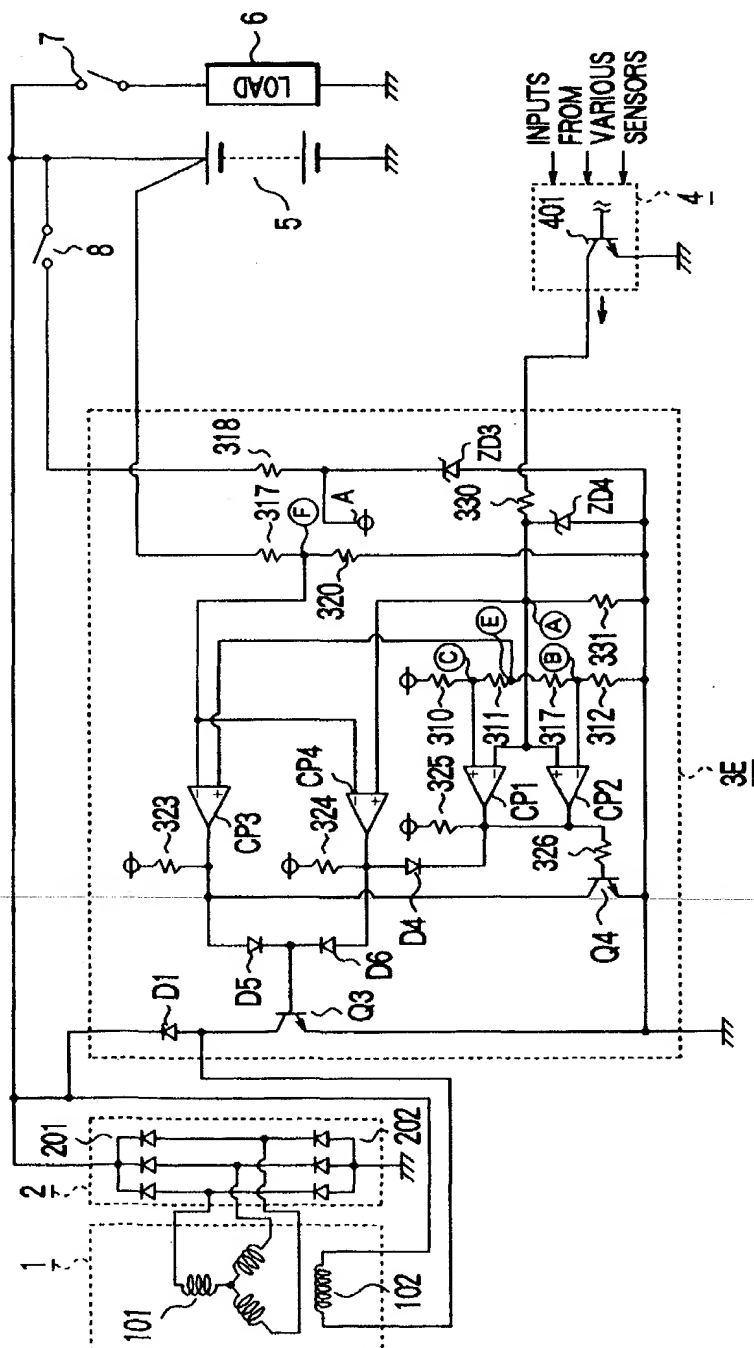 1
2
201
202
101
102
D1
Q3
D5
D6
323
CP3
324
CP4
D4
325
CP1
CP2
326
Q4
310
C
311
E
317
B
312
A
331
317
F
320
318
A
ZD3
330
ZD4
3E
8
5
7
LOAD
6
INPUTS
FROM
VARIOUS
SENSORS
401
4